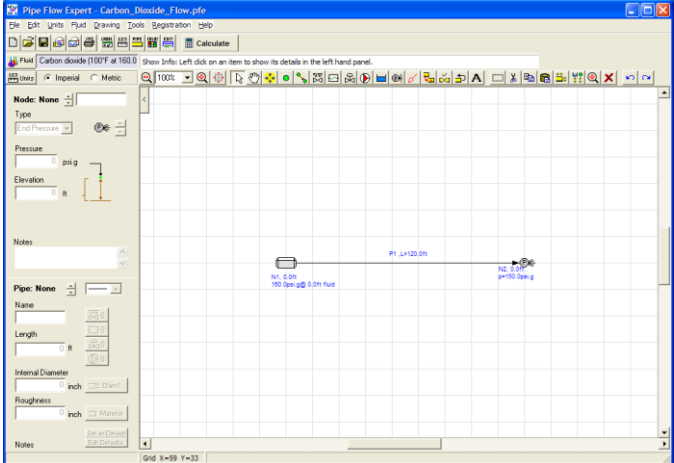 Pipe Flow Expert - Carbon_Dioxide_Flow.pfe
File Edit Units Fluid Drawing Tools Registration Help
Calculate
Fluid Carbon dioxide (100°F at 160.0 Show Info: Left click on an item to show its details in the left hand panel.
Units Imperial Metric 100% A
Node: None
Type
End Pressure
Pressure
0 psi.g
Elevation
0 ft
Notes
P1 ,L=120.0ft
N1, 0.0ft
160.0psi.g@ 0.0ft fluid
N2, 0.0ft
p=150.0psi.g
Pipe: None
Name
Length
0 ft
Internal Diameter
0 inch Diam?
Roughness
0 inch Material
Set as Default
Edit Defaults
Notes
Grid X=59 Y=33